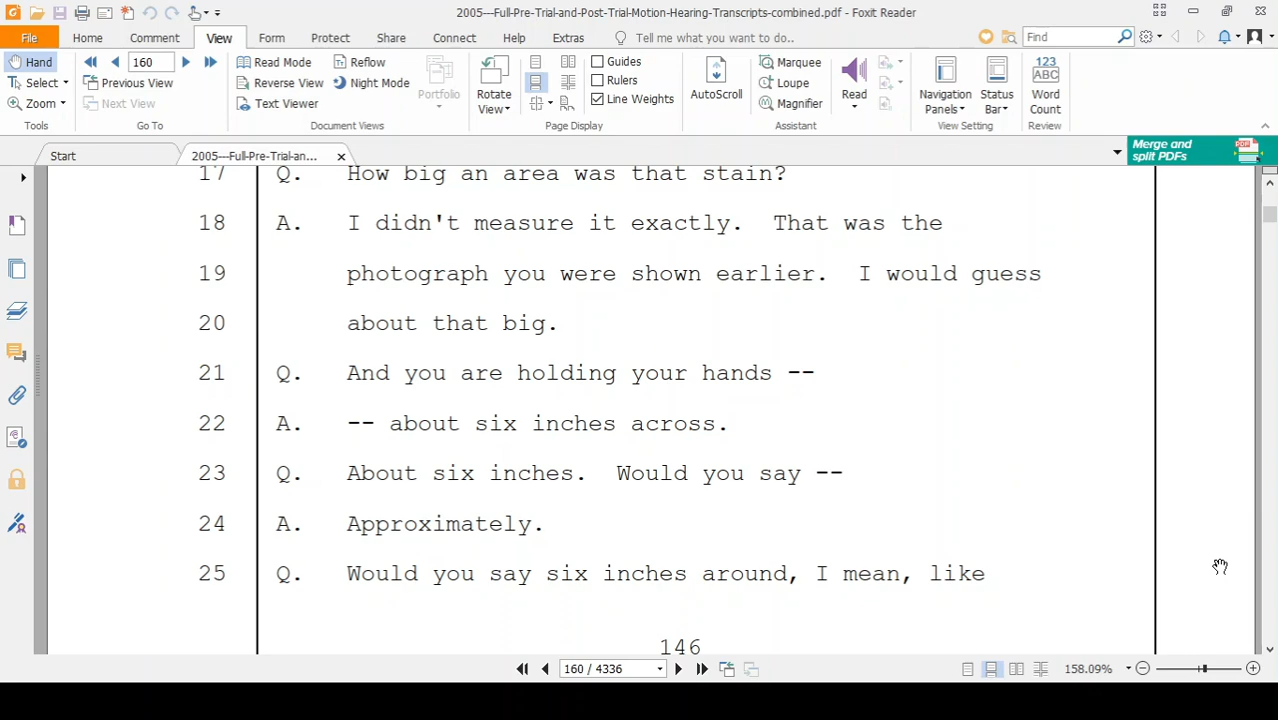 2005---Full-Pre-Trial-and-Post-Trial-Motion-Hearing-Transcripts-combined.pdf - Foxit Reader
File Home Comment View Form Protect Share Connect Help Extras Tell me what you want to do.. Find
Hand 160 Read Mode Reflow Guides Marquee
Select Previous View Reverse View Night Mode Rulers Loupe
Zoom Next View Text Viewer Portfolio Rotate View Line Weights AutoScroll Magnifier Read Navigation Panels Status Bar 123 ABC Word Count
Tools Go To Document Views Page Display Assistant View Setting Review
Start 2005---Full-Pre-Trial-an... Merge and split PDFs
17 Q. How big an area was that stain?
18 A. I didn't measure it exactly. That was the
19 photograph you were shown earlier. I would guess
20 about that big.
21 Q. And you are holding your hands --
22 A. -- about six inches across.
23 Q. About six inches. Would you say --
24 A. Approximately.
25 Q. Would you say six inches around, I mean, like
146
160 / 4336 158.09%